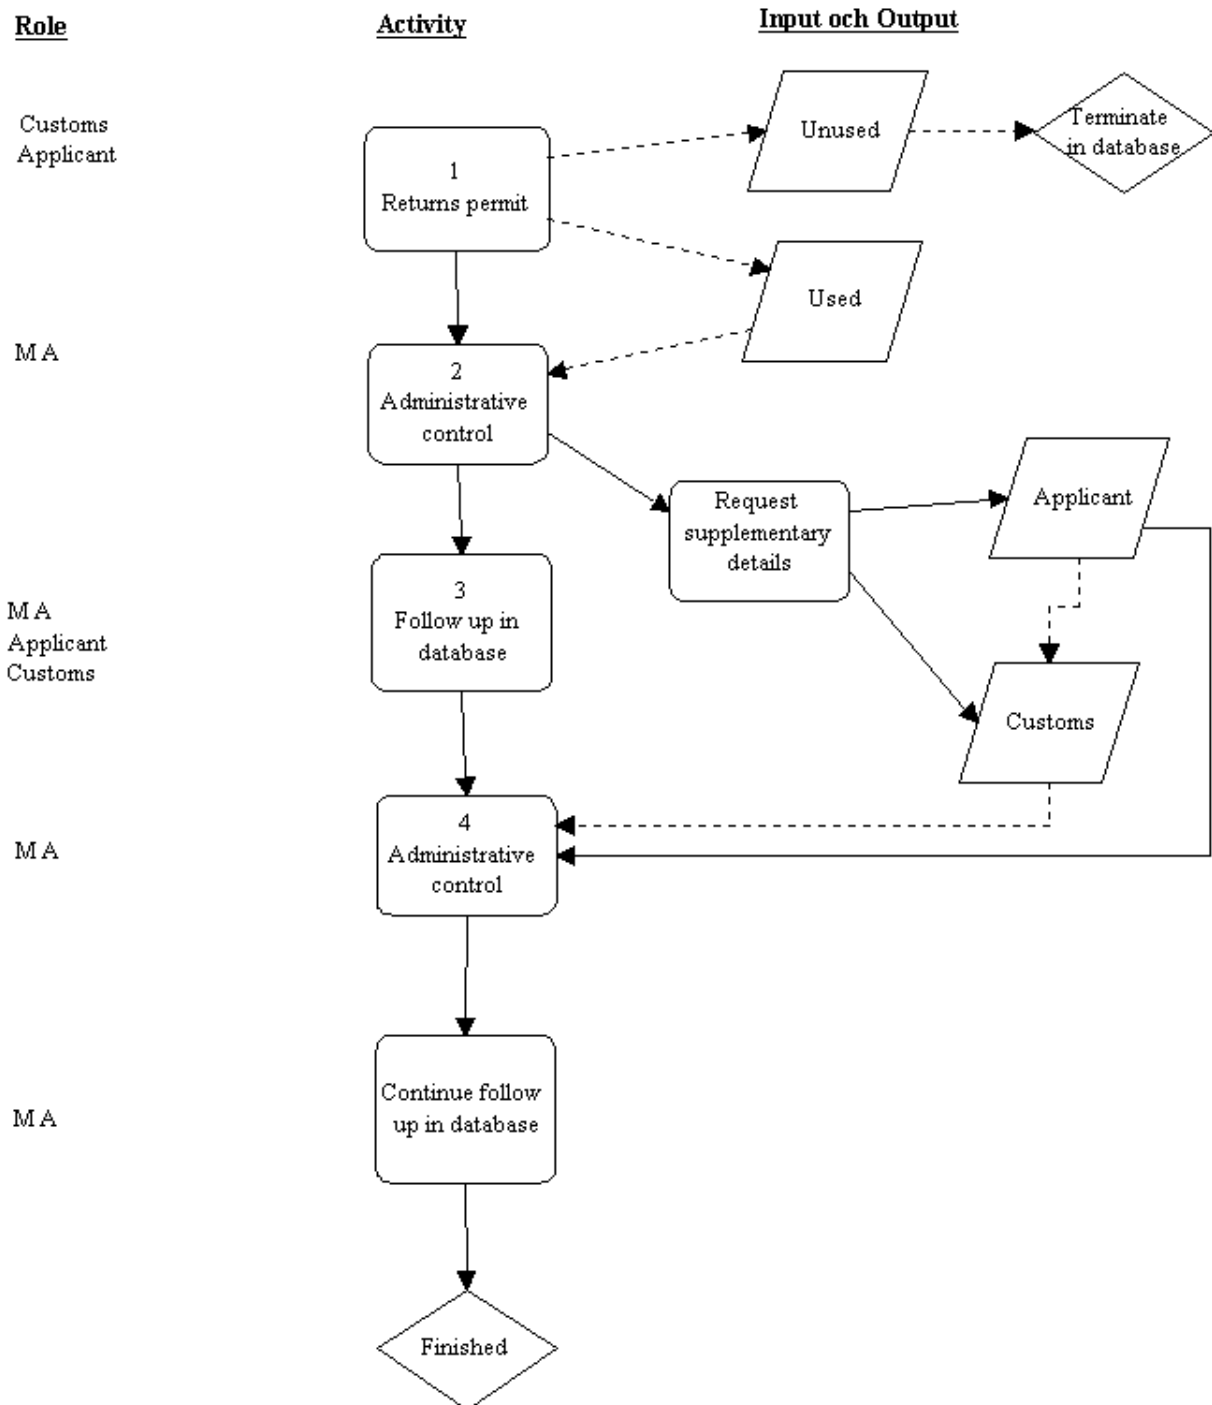 Role
Activity
Input och Output
Customs
Applicant
1
Returns permit
Unused
Terminate
in database
Used
M A
2
Administrative
control
Request
supplementary
details
Applicant
M A
Applicant
Customs
3
Follow up in
database
Customs
M A
4
Administrative
control
M A
Continue follow
up in database
Finished